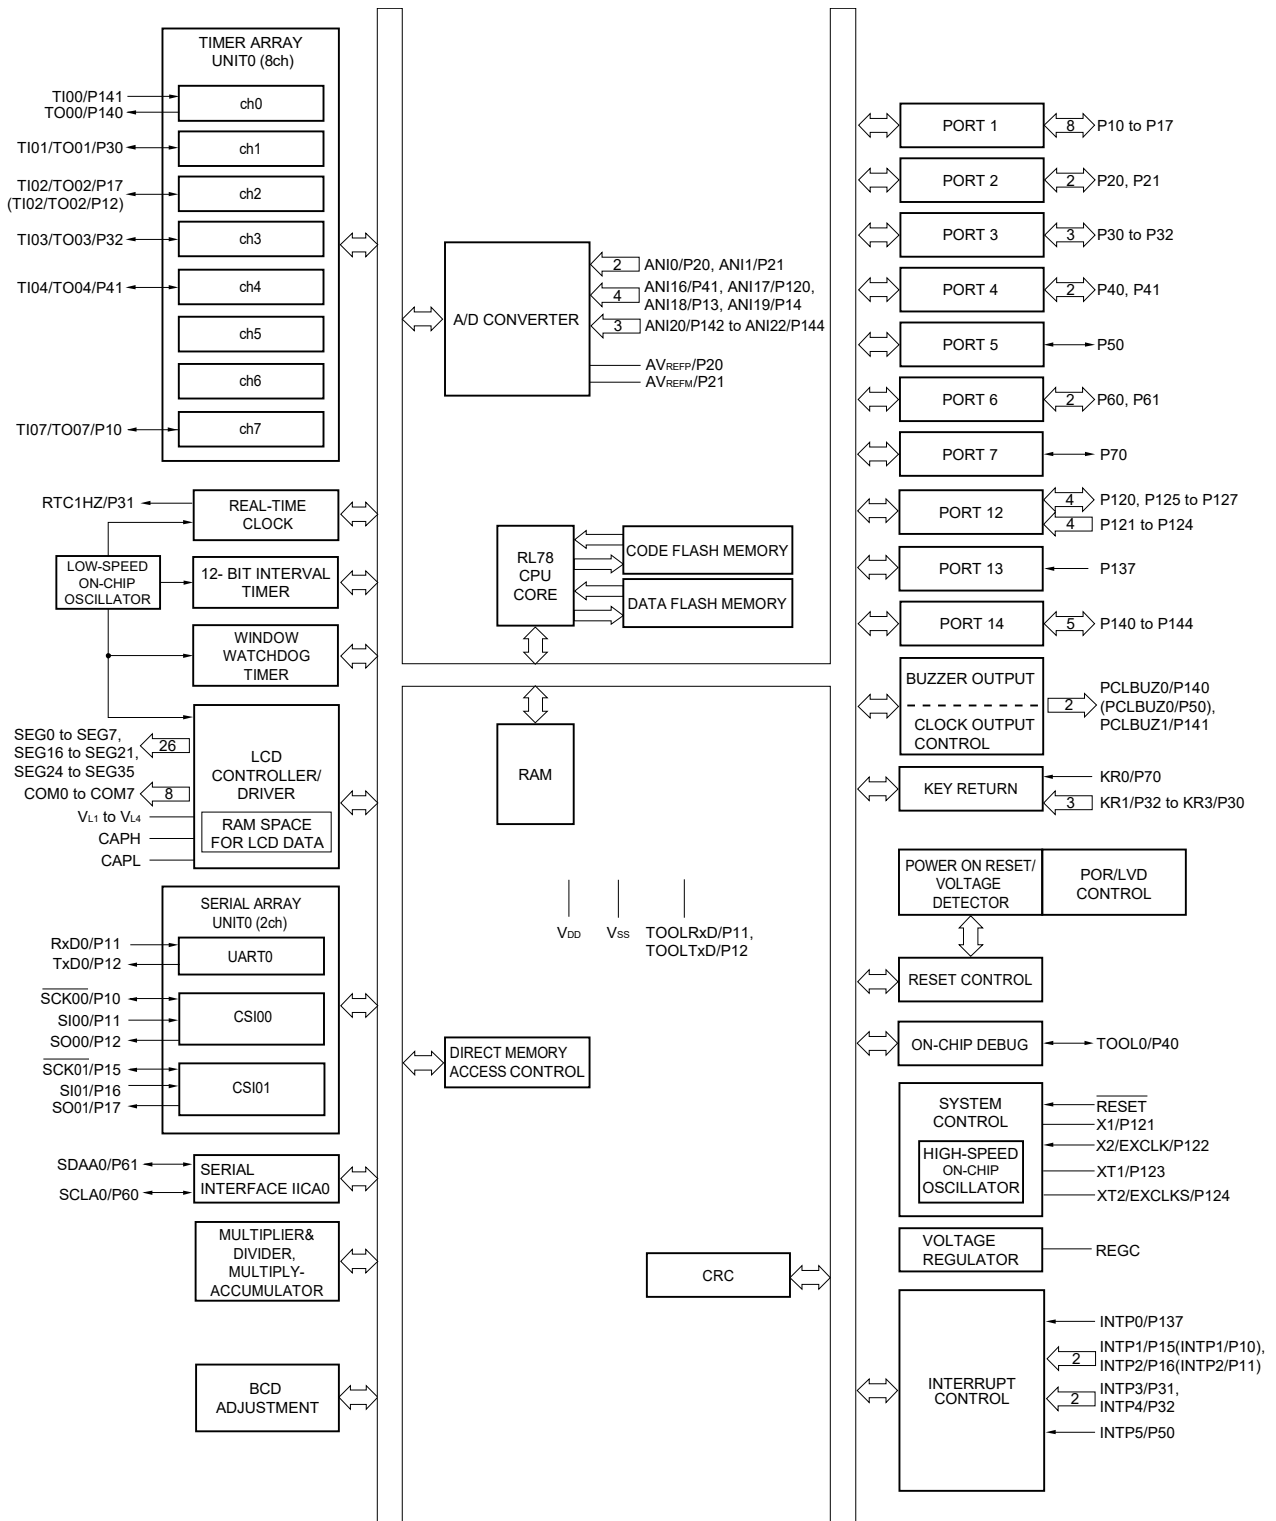 TIMER ARRAY
UNIT0 (8ch)
TI00/P141
TO00/P140
ch0
TI01/TO01/P30
ch1
TI02/TO02/P17
(TI02/TO02/P12)
ch2
TI03/TO03/P32
ch3
TI04/TO04/P41
ch4
ch5
ch6
TI07/TO07/P10
ch7
RTC1HZ/P31
REAL-TIME
CLOCK
LOW-SPEED
ON-CHIP
OSCILLATOR
12- BIT INTERVAL
TIMER
WINDOW
WATCHDOG
TIMER
SEG0 to SEG7,
SEG16 to SEG21,
SEG24 to SEG35
26
COM0 to COM7
8
VL1 to VL4
CAPH
CAPL
LCD
CONTROLLER/
DRIVER
RAM SPACE
FOR LCD DATA
SERIAL ARRAY
UNIT0 (2ch)
RxD0/P11
TxD0/P12
UART0
SCK00/P10
SI00/P11
SO00/P12
CSI00
SCK01/P15
SI01/P16
SO01/P17
CSI01
SDAA0/P61
SCLA0/P60
SERIAL
INTERFACE IICA0
MULTIPLIER&
DIVIDER,
MULTIPLY-
ACCUMULATOR
BCD
ADJUSTMENT
A/D CONVERTER
2
ANI0/P20, ANI1/P21
4
ANI16/P41, ANI17/P120,
ANI18/P13, ANI19/P14
3
ANI20/P142 to ANI22/P144
AVREFP/P20
AVREFM/P21
RL78
CPU
CORE
CODE FLASH MEMORY
DATA FLASH MEMORY
RAM
VDD
VSS
TOOLRxD/P11,
TOOLTxD/P12
DIRECT MEMORY
ACCESS CONTROL
CRC
PORT 1
8
P10 to P17
PORT 2
2
P20, P21
PORT 3
3
P30 to P32
PORT 4
2
P40, P41
PORT 5
P50
PORT 6
2
P60, P61
PORT 7
P70
PORT 12
4
P120, P125 to P127
4
P121 to P124
PORT 13
P137
PORT 14
5
P140 to P144
BUZZER OUTPUT
CLOCK OUTPUT
CONTROL
2
PCLBUZ0/P140
(PCLBUZ0/P50),
PCLBUZ1/P141
KEY RETURN
KR0/P70
3
KR1/P32 to KR3/P30
POWER ON RESET/
VOLTAGE
DETECTOR
POR/LVD
CONTROL
RESET CONTROL
ON-CHIP DEBUG
TOOL0/P40
SYSTEM
CONTROL
HIGH-SPEED
ON-CHIP
OSCILLATOR
RESET
X1/P121
X2/EXCLK/P122
XT1/P123
XT2/EXCLKS/P124
VOLTAGE
REGULATOR
REGC
INTERRUPT
CONTROL
INTP0/P137
2
INTP1/P15(INTP1/P10),
INTP2/P16(INTP2/P11)
2
INTP3/P31,
INTP4/P32
INTP5/P50